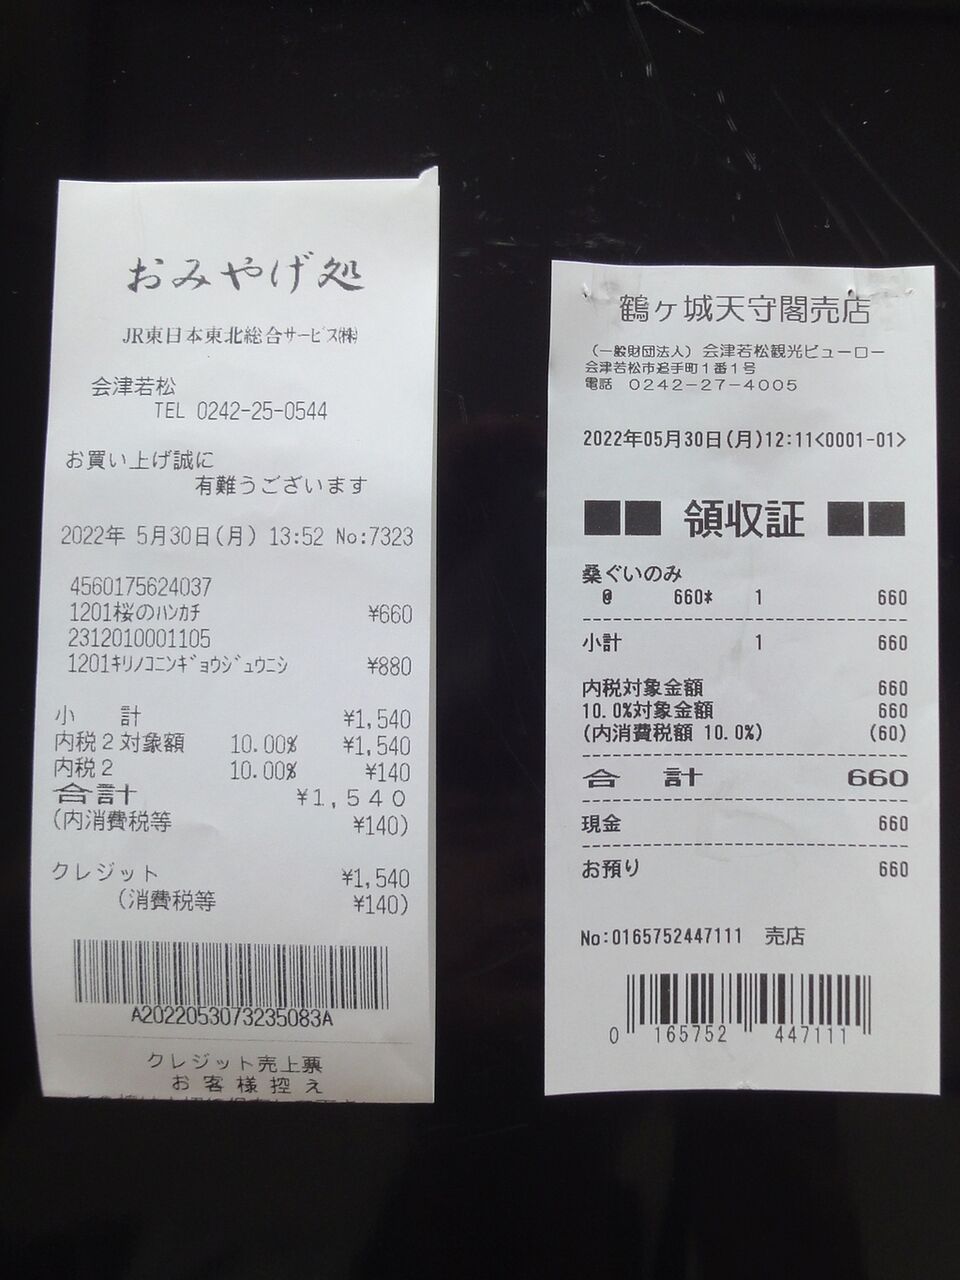 おみやげ処
JR東日本東北総合サービス㈱
会津若松
TEL 0242-25-0544
お買い上げ誠に
有難うございます
2022年 5月30日(月) 13:52 No:7323
4560175624037
1201桜のﾊﾝｶﾁ ¥660
2312010001105
1201ｷﾘﾉｺﾆﾝｷﾞｮｳｼﾞｭｳﾆｼ ¥880
小 計 ¥1,540
内税2対象額 10.00% ¥1,540
内税2 10.00% ¥140
合計 ¥1,540
(内消費税等 ¥140)
クレジット ¥1,540
(消費税等 ¥140)
A2022053073235083A
クレジット売上票
お客様控え
鶴ヶ城天守閣売店
(一般財団法人) 会津若松観光ビューロー
会津若松市追手町1番1号
電話 0242-27-4005
2022年05月30日(月)12:11<0001-01>
■■ 領収証 ■■
桑ぐいのみ
@ 660* 1 660
小計 1 660
内税対象金額 660
10.0%対象金額 660
(内消費税額 10.0%) (60)
合 計 660
現金 660
お預り 660
No:0165752447111 売店
0 165752 447111